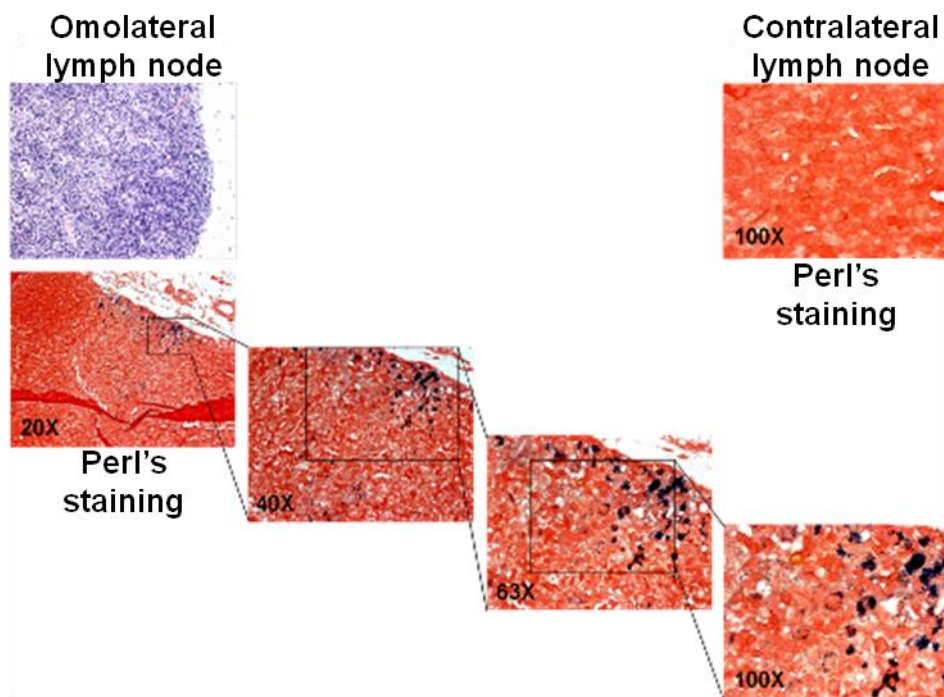 Omolateral
lymph node
Contralateral
lymph node
100X
Perl's
staining
20X
Perl's
staining
40X
63X
100X